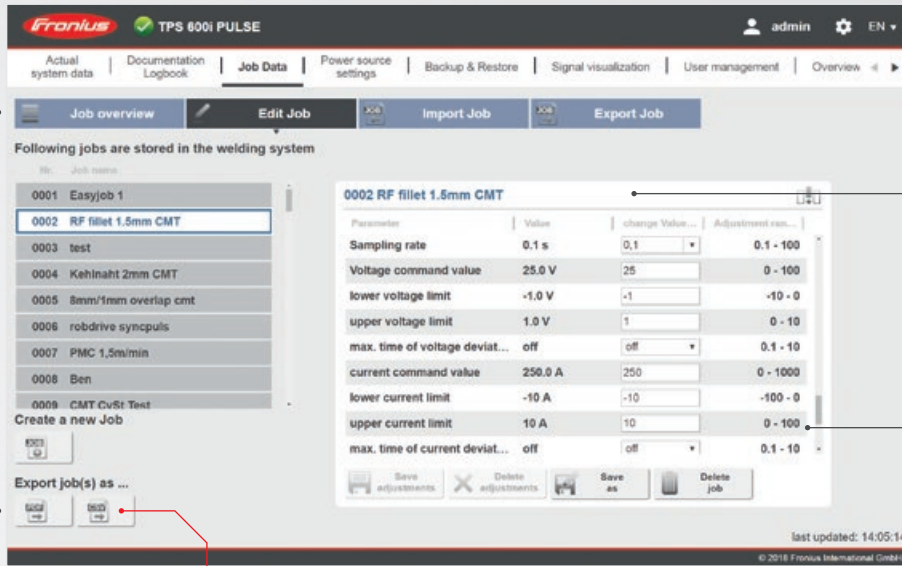 Fronius TPS 600i PULSE admin EN
Actual system data | Documentation Logbook | Job Data | Power source settings | Backup & Restore | Signal visualization | User management | Overview
Job overview Edit Job Import Job Export Job
Following jobs are stored in the welding system
Nr. Job name
0001 Easyjob 1
0002 RF fillet 1.5mm CMT
0003 test
0004 Kehlnaht 2mm CMT
0005 8mm/1mm overlap cmt
0006 robdrive syncpuls
0007 PMC 1,5m/min
0008 Ben
0009 CMT CvSt Test
Create a new Job
Export job(s) as ...
0002 RF fillet 1.5mm CMT
Parameter Value change Value... Adjustment ran...
Sampling rate 0.1 s 0,1 0.1 - 100
Voltage command value 25.0 V 25 0 - 100
lower voltage limit -1.0 V -1 -10 - 0
upper voltage limit 1.0 V 1 0 - 10
max. time of voltage deviat... off off 0.1 - 10
current command value 250.0 A 250 0 - 1000
lower current limit -10 A -10 -100 - 0
upper current limit 10 A 10 0 - 100
max. time of current deviat... off off 0.1 - 10
Save adjustments Delete adjustments Save as Delete job
last updated: 14:05:14
© 2018 Fronius International GmbH